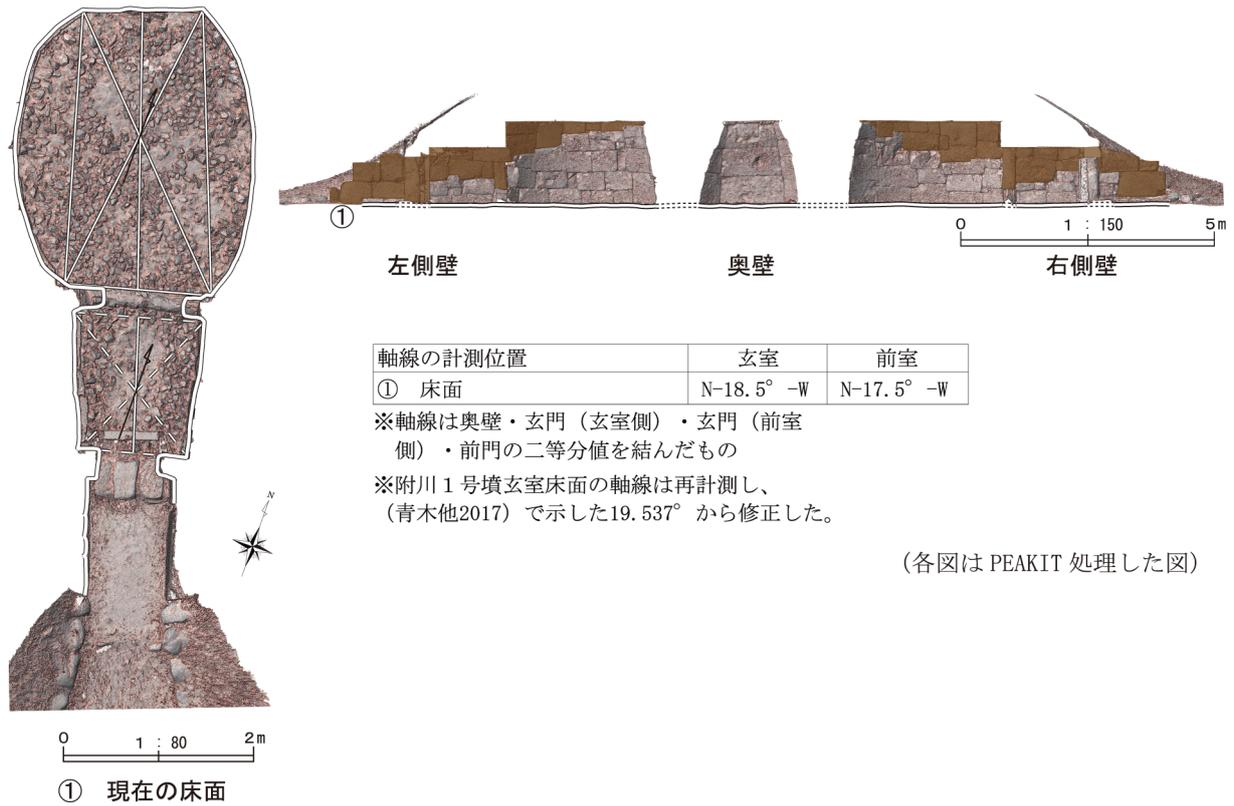 ①
0 1 : 150 5m
左側壁 奥壁 右側壁
軸線の計測位置 玄室 前室
① 床面 N-18.5° -W N-17.5° -W
※軸線は奥壁・玄門（玄室側）・玄門（前室
側）・前門の二等分値を結んだもの
※附川１号墳玄室床面の軸線は再計測し、
（青木他2017）で示した19.537° から修正した。
N
（各図は PEAKIT 処理した図）
0 1 : 80 2m
① 現在の床面